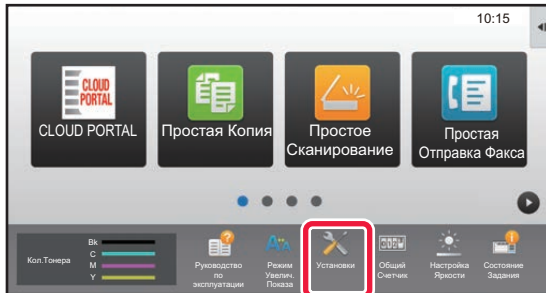 10:15
CLOUD
PORTAL
CLOUD PORTAL
Простая Копия
Простое
Сканирование
Простая
Отправка Факса
Кол.Тонера
Bk
C
M
Y
Руководство
по
эксплуатации
Режим
Увелич.
Показа
Установки
Общий
Счетчик
Настройка
Яркости
Состояние
Задания